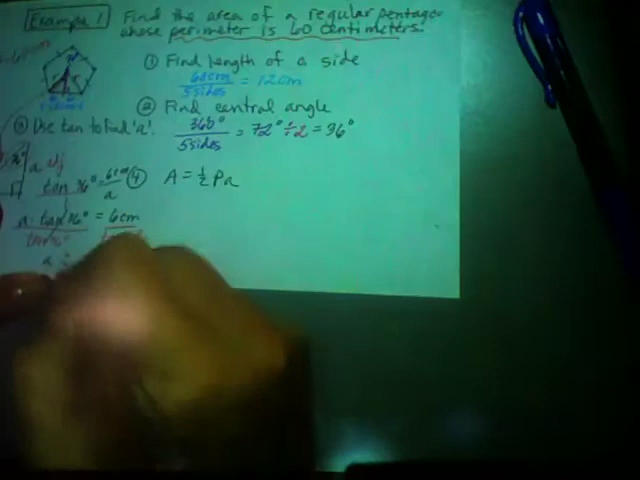 Example 1 Find the area of a regular pentagon
whose perimeter is 60 centimeters.
① Find length of a side
60cm / 5sides = 12cm
② Find central angle
360° / 5sides = 72° ÷ 2 = 36°
③ Use tan to find 'a'.
36° a adj
tan 36° = 6cm / a
a · tan 36° = 6cm
tan 36°
a =
④ A = ½ Pa